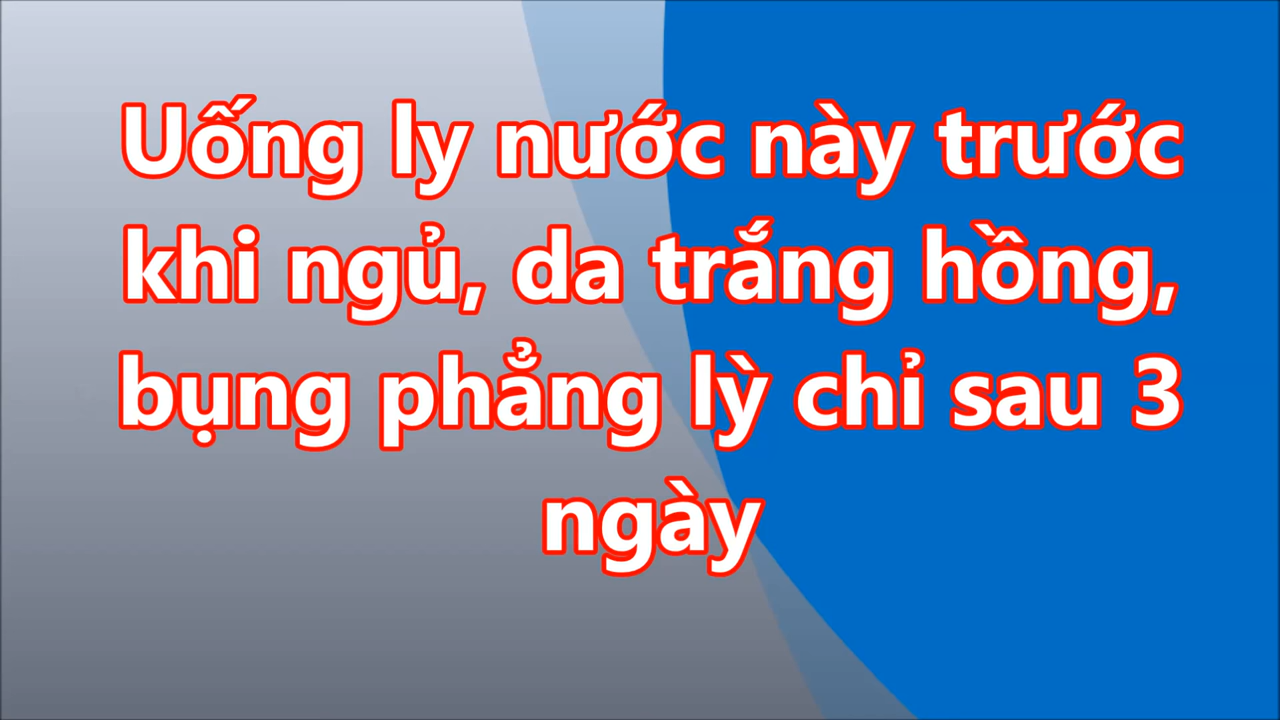 Uống ly nước này trước
khi ngủ, da trắng hồng,
bụng phẳng lỳ chỉ sau 3
ngày